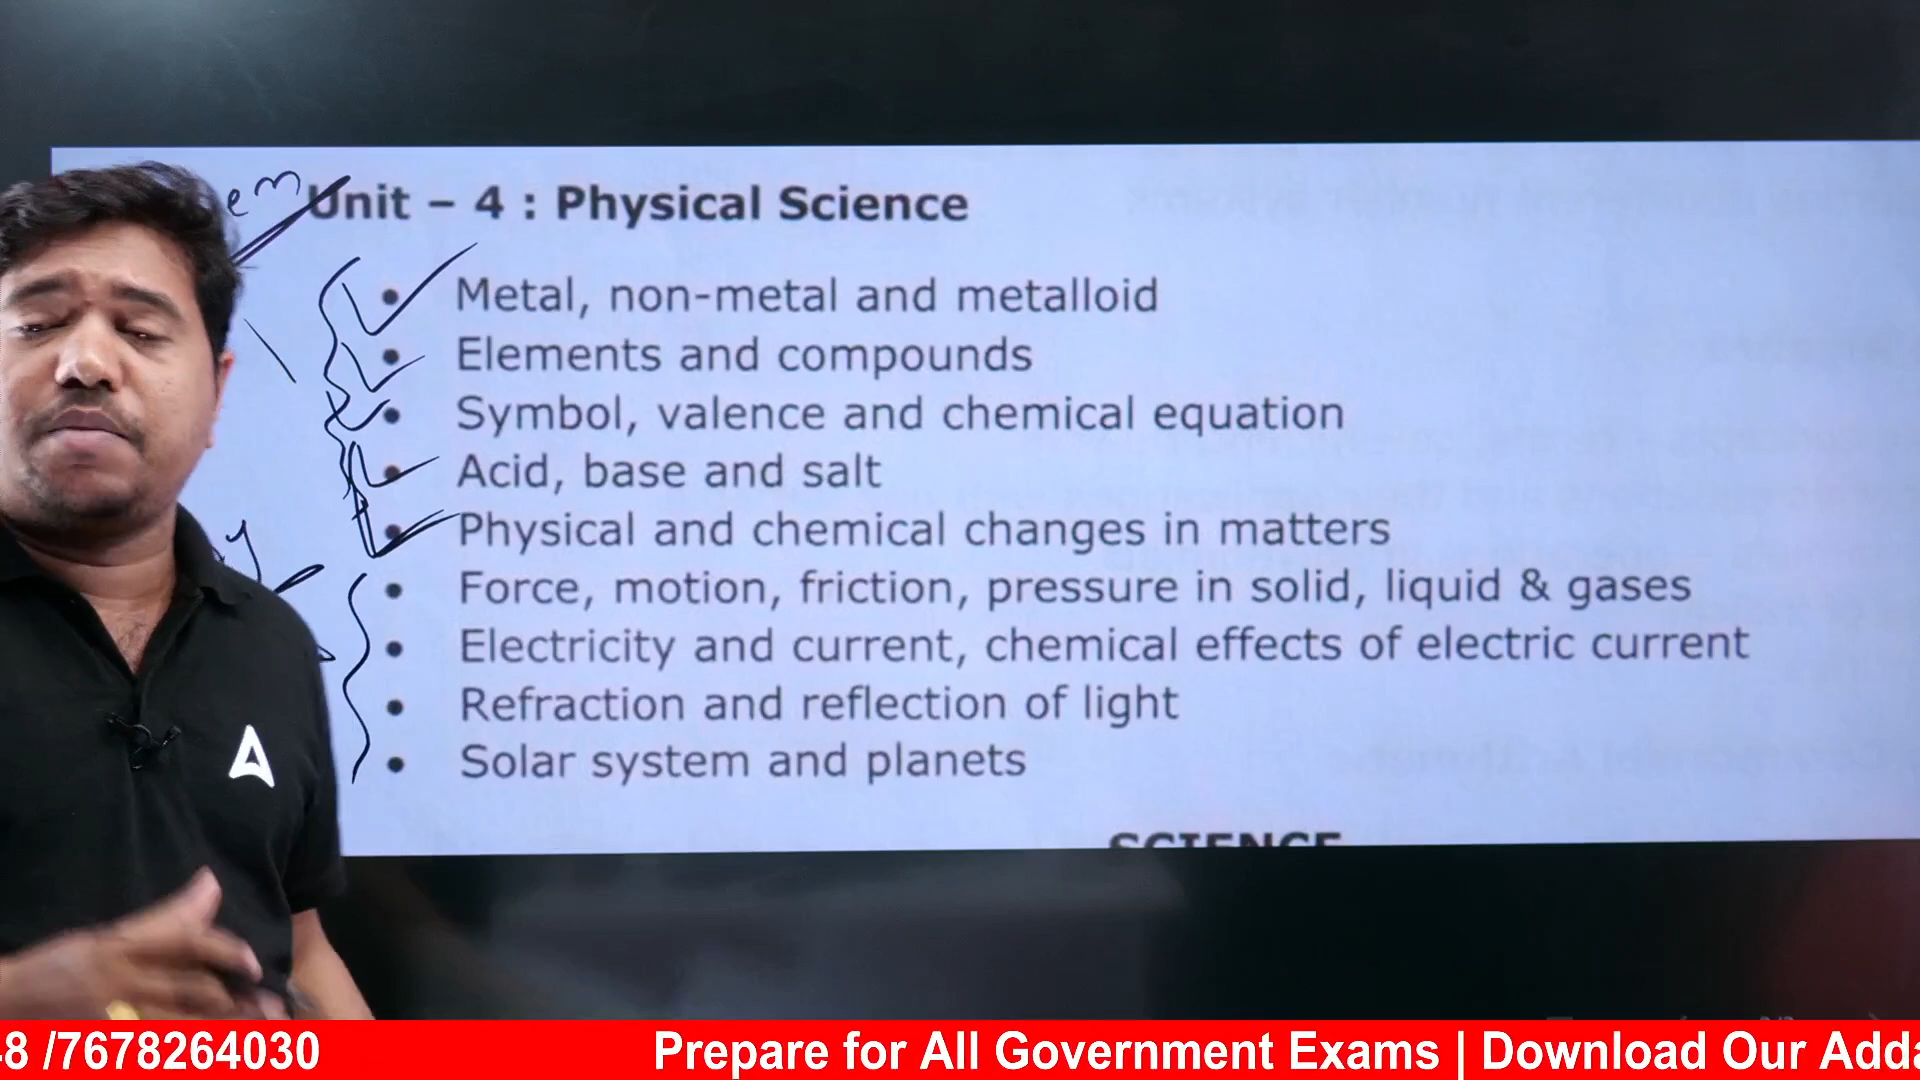 em
Unit – 4 : Physical Science
• Metal, non-metal and metalloid
• Elements and compounds
• Symbol, valence and chemical equation
• Acid, base and salt
• Physical and chemical changes in matters
• Force, motion, friction, pressure in solid, liquid & gases
• Electricity and current, chemical effects of electric current
• Refraction and reflection of light
• Solar system and planets
SCIENCE
8 /7678264030 Prepare for All Government Exams | Download Our Adda